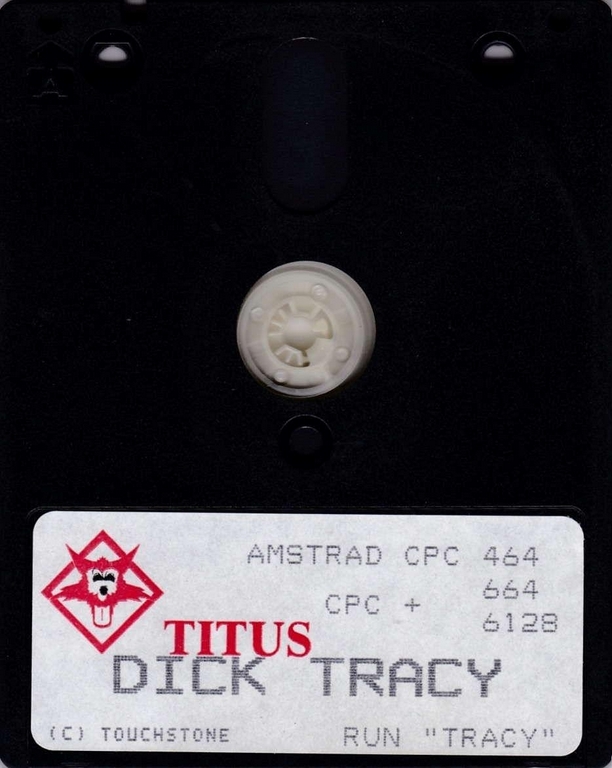 A
AMSTRAD CPC 464
664
CPC +
6128
TITUS
DICK TRACY
(C) TOUCHSTONE
RUN "TRACY"